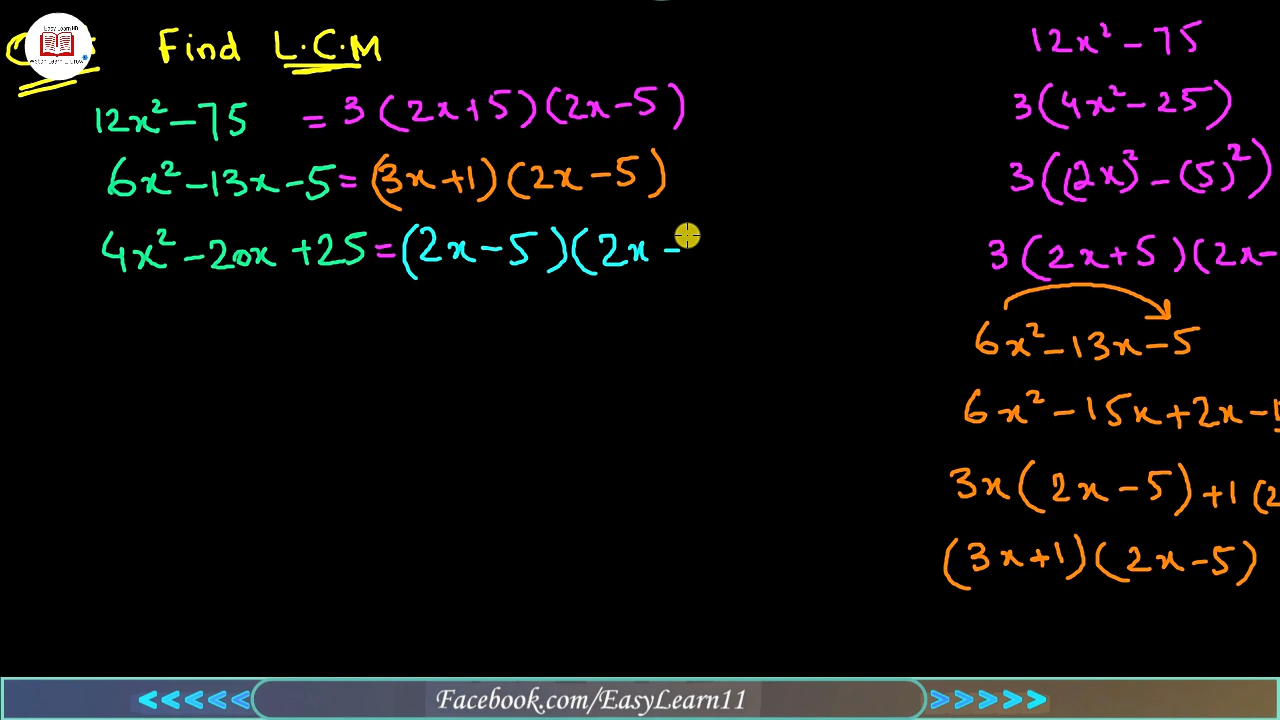 Find L.C.M
12x² - 75 = 3(2x+5)(2x-5)
6x² - 13x - 5 = (3x+1)(2x-5)
4x² - 20x + 25 = (2x-5)(2x -
12x² - 75
3(4x² - 25)
3((2x)² - (5)²)
3(2x+5)(2x-
6x² - 13x - 5
6x² - 15x + 2x -
3x(2x-5) + 1(2
(3x+1)(2x-5)
Facebook.com/EasyLearn11